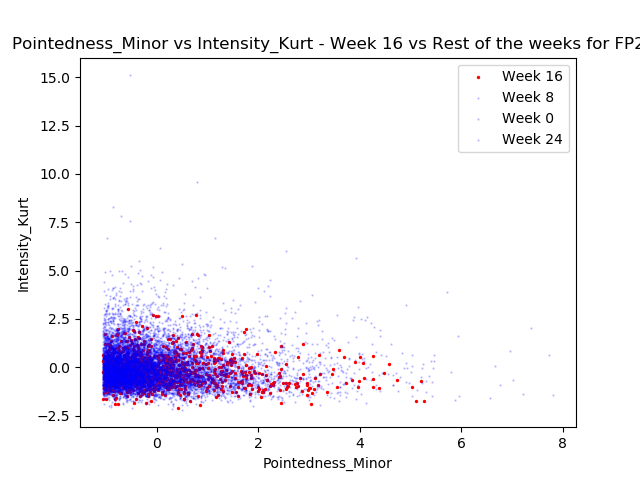 Pointedness_Minor vs Intensity_Kurt - Week 16 vs Rest of the weeks for FP2
15.0
12.5
10.0
7.5
5.0
2.5
0.0
−2.5
Intensity_Kurt
Week 16
Week 8
Week 0
Week 24
0 2 4 6 8
Pointedness_Minor